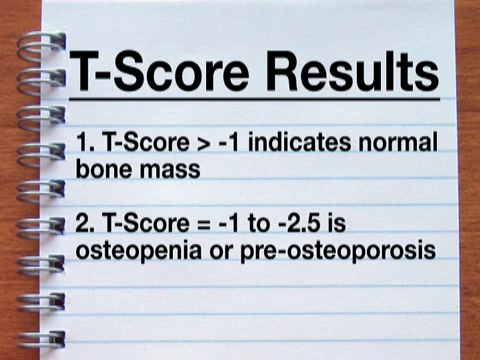 T-Score Results
1. T-Score > -1 indicates normal
bone mass
2. T-Score = -1 to -2.5 is
osteopenia or pre-osteoporosis